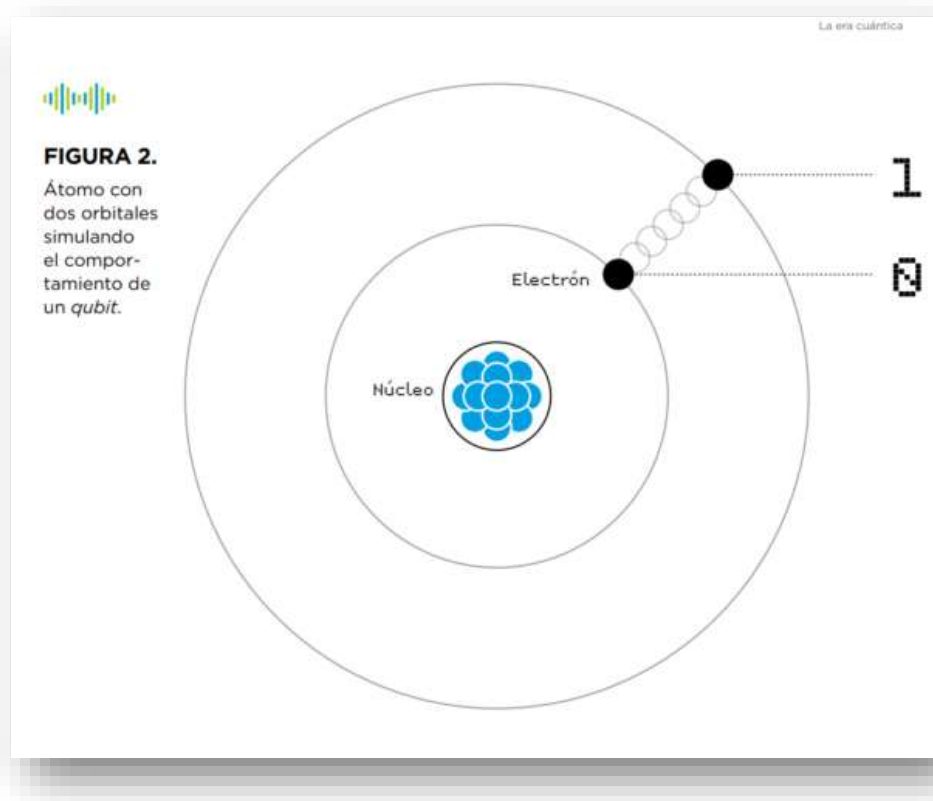 La era cuántica
FIGURA 2.
Átomo con
dos orbitales
simulando
el compor-
tamiento de
un qubit.
1
Electrón
0
Núcleo